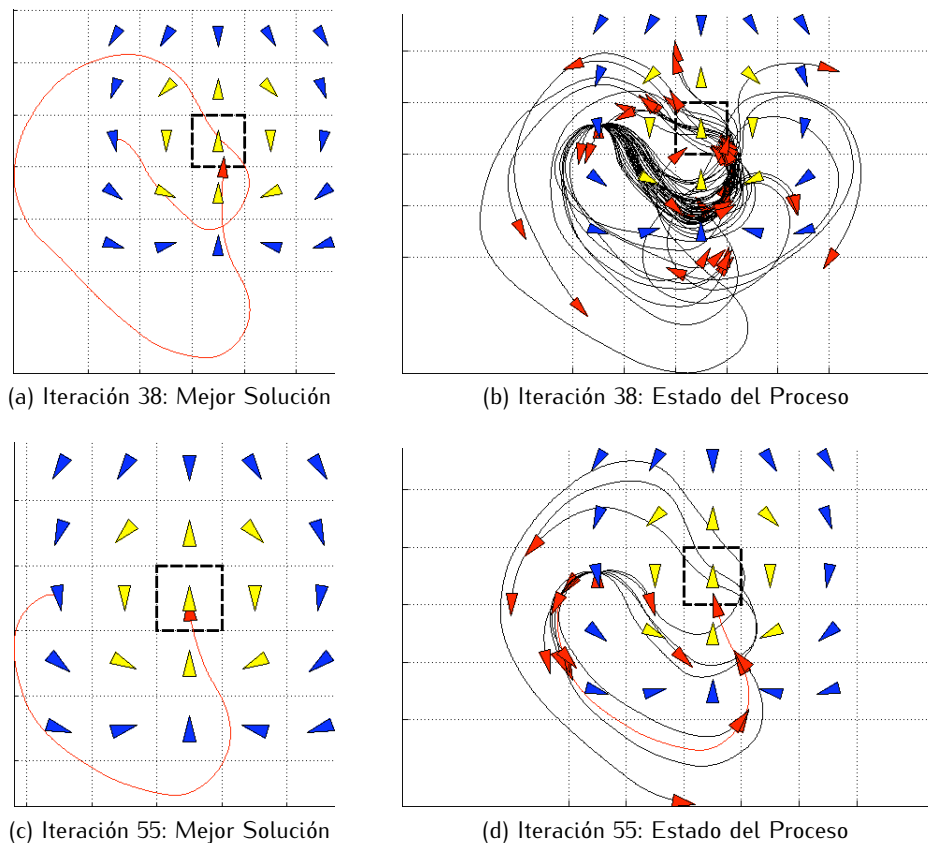 (a) Iteración 38: Mejor Solución
(b) Iteración 38: Estado del Proceso
(c) Iteración 55: Mejor Solución
(d) Iteración 55: Estado del Proceso